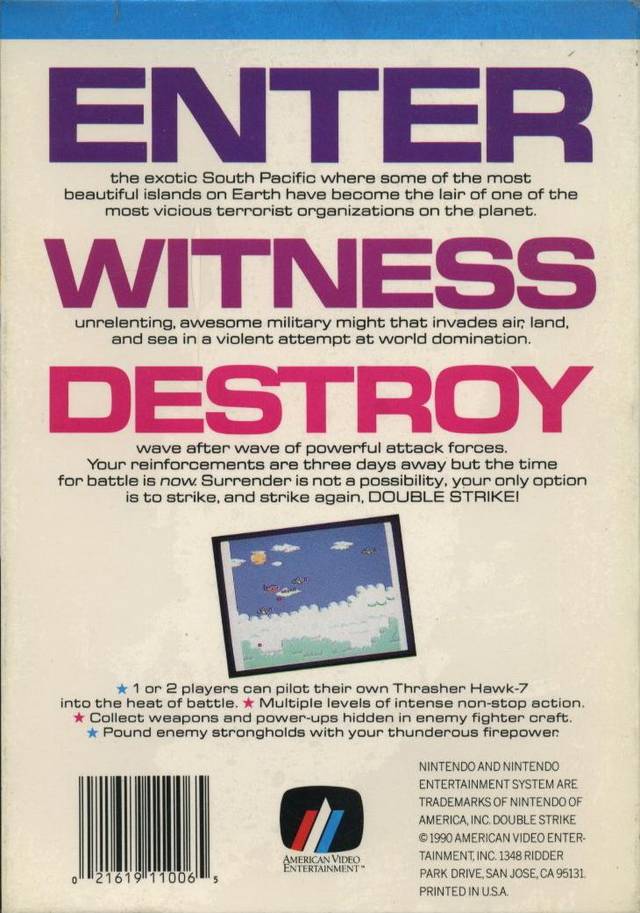 ENTER
the exotic South Pacific where some of the most
beautiful islands on Earth have become the lair of one of the
most vicious terrorist organizations on the planet.
WITNESS
unrelenting, awesome military might that invades air, land,
and sea in a violent attempt at world domination.
DESTROY
wave after wave of powerful attack forces.
Your reinforcements are three days away but the time
for battle is now. Surrender is not a possibility, your only option
is to strike, and strike again, DOUBLE STRIKE!
★ 1 or 2 players can pilot their own Thrasher Hawk-7
into the heat of battle. ★ Multiple levels of intense non-stop action.
★ Collect weapons and power-ups hidden in enemy fighter craft.
★ Pound enemy strongholds with your thunderous firepower.
0 21619 11006 5
AMERICAN VIDEO
ENTERTAINMENT™
NINTENDO AND NINTENDO
ENTERTAINMENT SYSTEM ARE
TRADEMARKS OF NINTENDO OF
AMERICA, INC. DOUBLE STRIKE
© 1990 AMERICAN VIDEO ENTER-
TAINMENT, INC. 1348 RIDDER
PARK DRIVE, SAN JOSE, CA 95131.
PRINTED IN U.S.A.